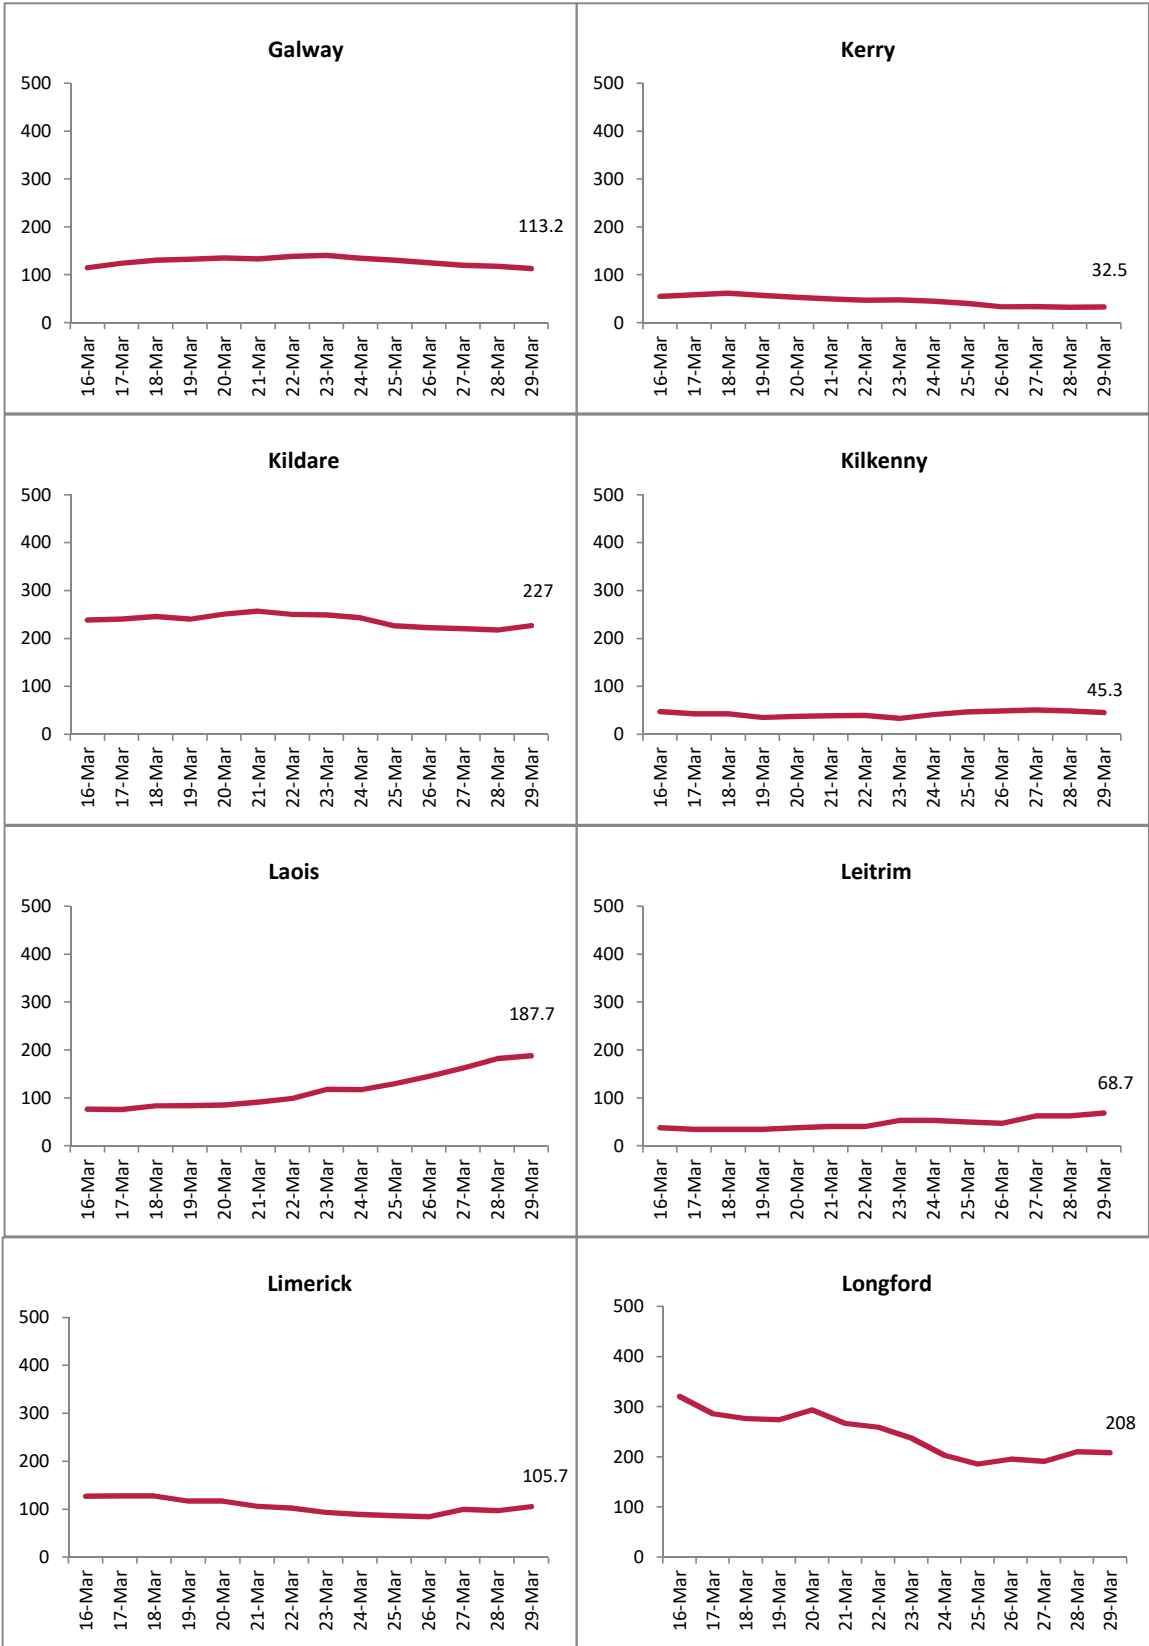 Galway
500
400
300
200
100
0
113.2
16-Mar
17-Mar
18-Mar
19-Mar
20-Mar
21-Mar
22-Mar
23-Mar
24-Mar
25-Mar
26-Mar
27-Mar
28-Mar
29-Mar
Kerry
500
400
300
200
100
0
32.5
16-Mar
17-Mar
18-Mar
19-Mar
20-Mar
21-Mar
22-Mar
23-Mar
24-Mar
25-Mar
26-Mar
27-Mar
28-Mar
29-Mar
Kildare
500
400
300
200
100
0
227
16-Mar
17-Mar
18-Mar
19-Mar
20-Mar
21-Mar
22-Mar
23-Mar
24-Mar
25-Mar
26-Mar
27-Mar
28-Mar
29-Mar
Kilkenny
500
400
300
200
100
0
45.3
16-Mar
17-Mar
18-Mar
19-Mar
20-Mar
21-Mar
22-Mar
23-Mar
24-Mar
25-Mar
26-Mar
27-Mar
28-Mar
29-Mar
Laois
500
400
300
200
100
0
187.7
16-Mar
17-Mar
18-Mar
19-Mar
20-Mar
21-Mar
22-Mar
23-Mar
24-Mar
25-Mar
26-Mar
27-Mar
28-Mar
29-Mar
Leitrim
500
400
300
200
100
0
68.7
16-Mar
17-Mar
18-Mar
19-Mar
20-Mar
21-Mar
22-Mar
23-Mar
24-Mar
25-Mar
26-Mar
27-Mar
28-Mar
29-Mar
Limerick
500
400
300
200
100
0
105.7
16-Mar
17-Mar
18-Mar
19-Mar
20-Mar
21-Mar
22-Mar
23-Mar
24-Mar
25-Mar
26-Mar
27-Mar
28-Mar
29-Mar
Longford
500
400
300
200
100
0
208
16-Mar
17-Mar
18-Mar
19-Mar
20-Mar
21-Mar
22-Mar
23-Mar
24-Mar
25-Mar
26-Mar
27-Mar
28-Mar
29-Mar